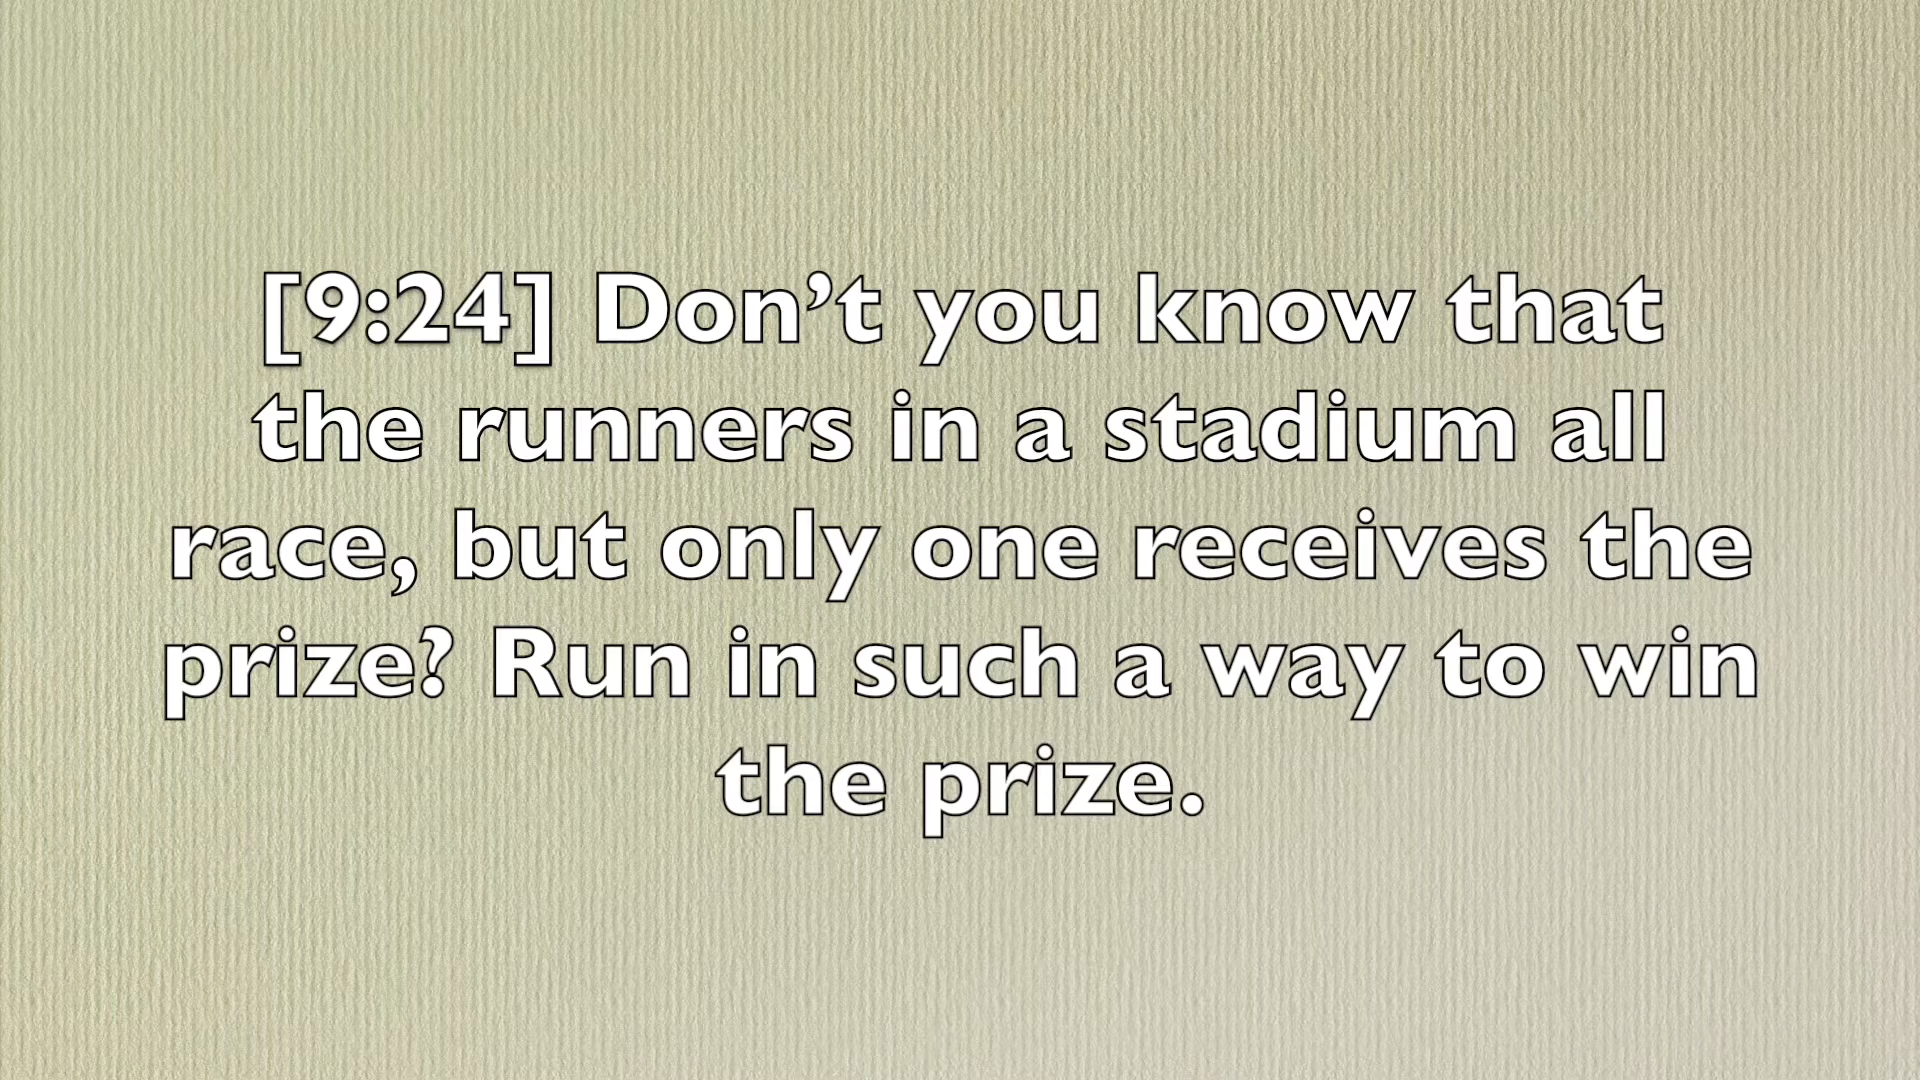 [9:24] Don’t you know that
the runners in a stadium all
race, but only one receives the
prize? Run in such a way to win
the prize.